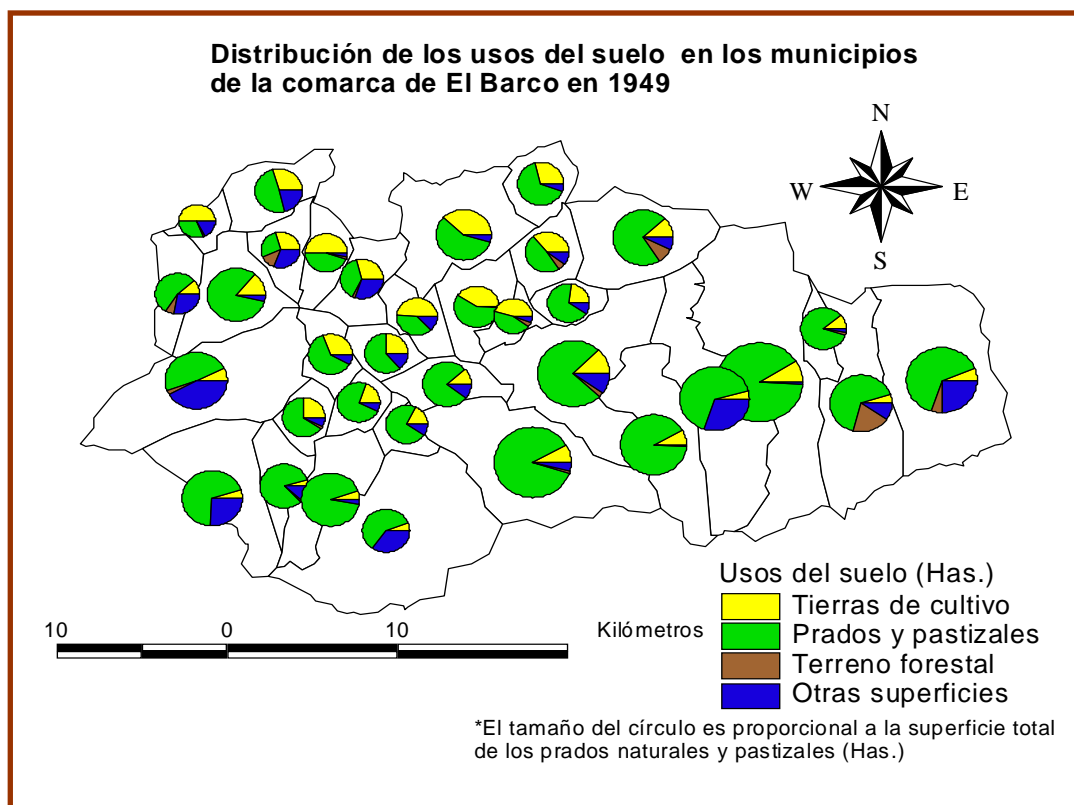 Distribución de los usos del suelo en los municipios
de la comarca de El Barco en 1949
N
W
E
S
Usos del suelo (Has.)
Tierras de cultivo
Prados y pastizales
Terreno forestal
Otras superficies
10 0 10 Kilómetros
*El tamaño del círculo es proporcional a la superficie total
de los prados naturales y pastizales (Has.)